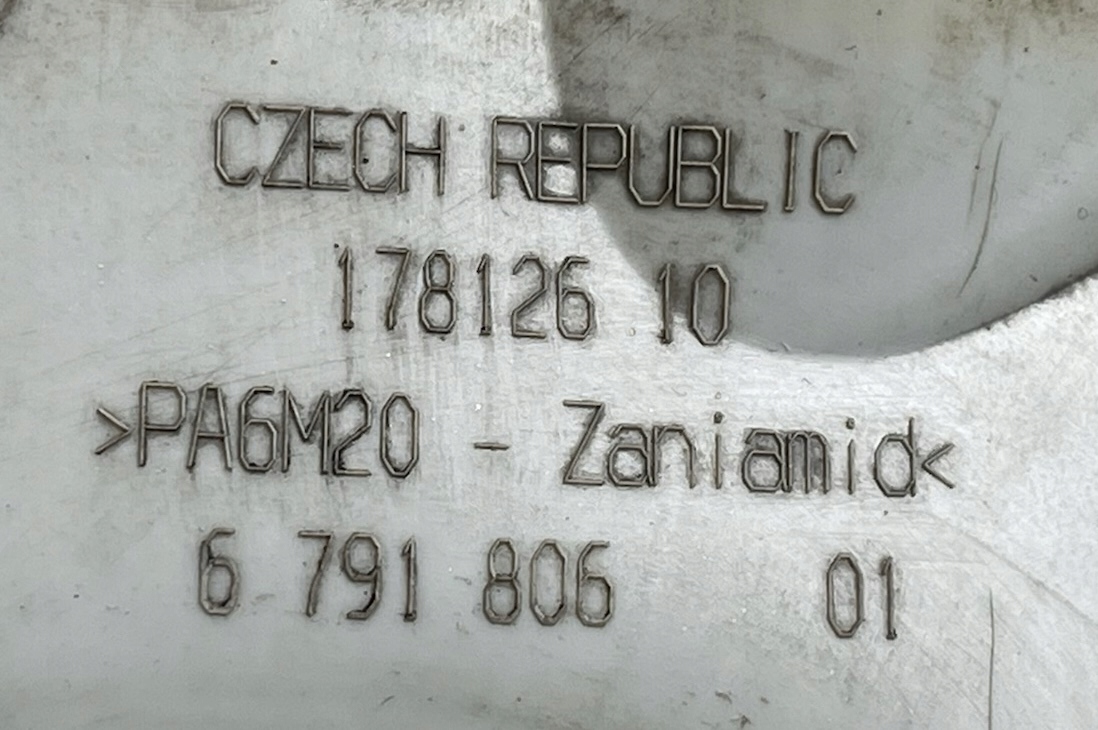 CZECH REPUBLIC
178126 10
>PA6M20 - Zaniamid<
6 791 806 01